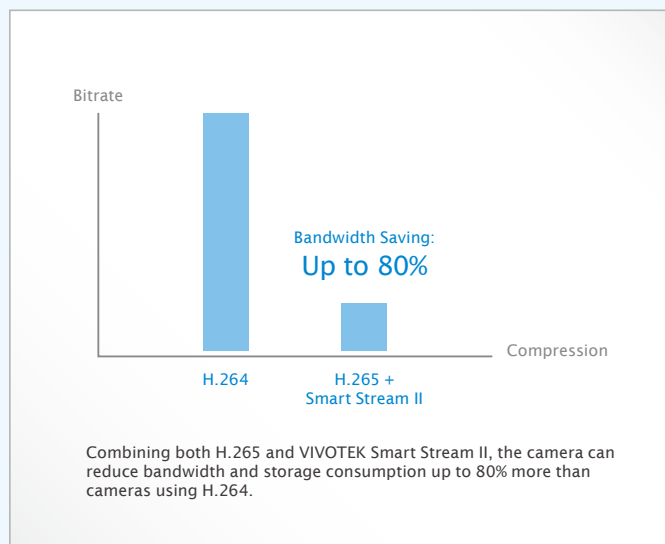 Bitrate
Bandwidth Saving:
Up to 80%
Compression
H.264
H.265 +
Smart Stream II
Combining both H.265 and VIVOTEK Smart Stream II, the camera can
reduce bandwidth and storage consumption up to 80% more than
cameras using H.264.